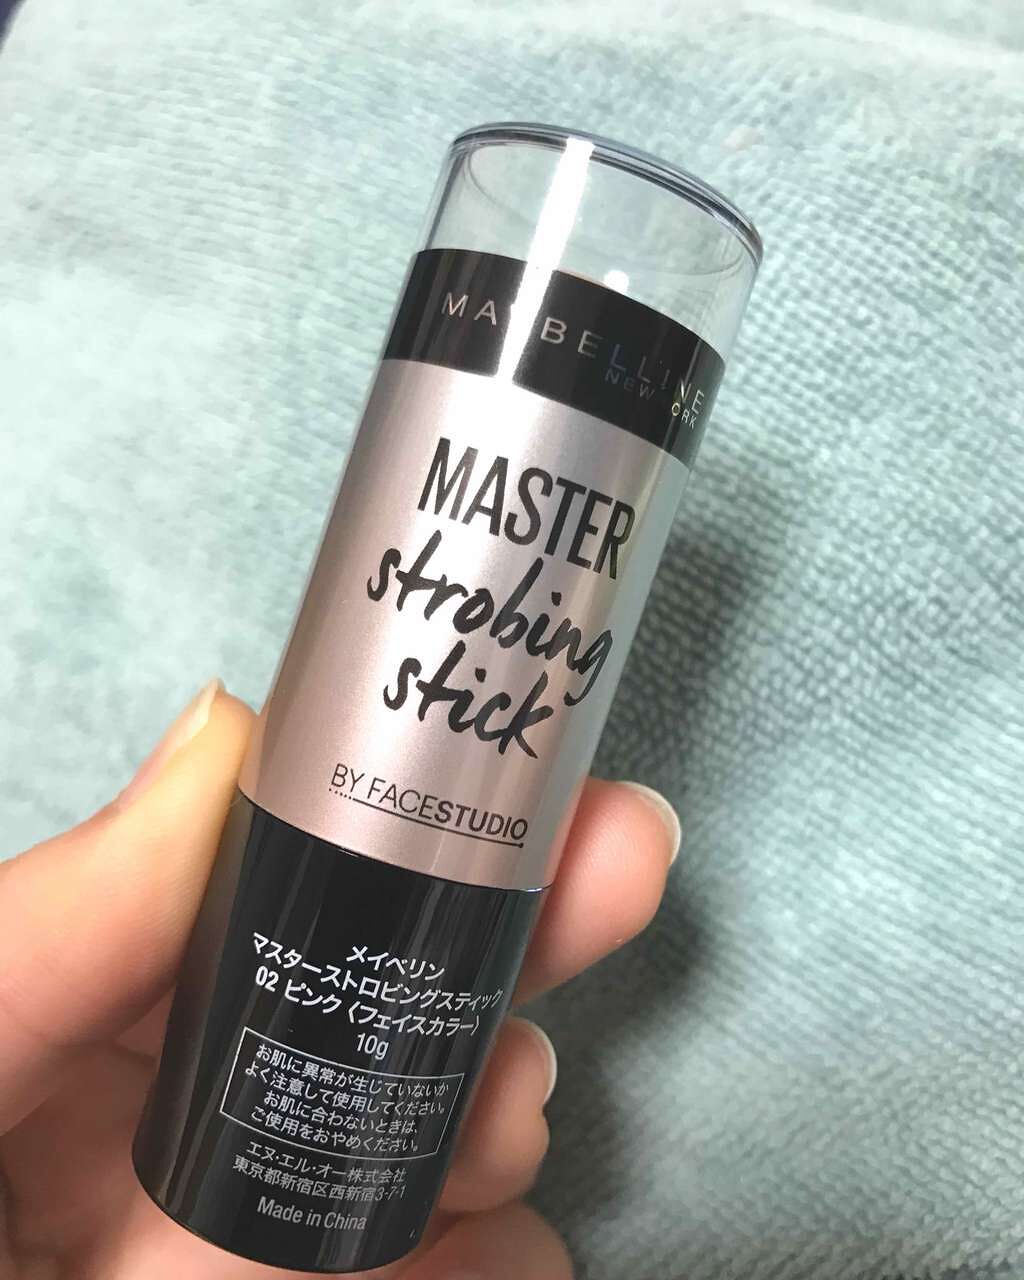 MAYBELLINE
NEW YORK
MASTER
strobing
stick
BY FACESTUDIO
メイベリン
マスターストロビングスティック
02 ピンク〈フェイスカラー〉
10g
お肌に異常が生じていないか
よく注意して使用してください。
お肌に合わないときは、
ご使用をおやめください。
エヌ・エル・オー株式会社
東京都新宿区西新宿3-7-1
Made in China